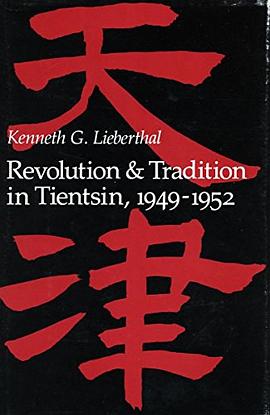 天
Kenneth G. Lieberthal
Revolution & Tradition
in Tientsin, 1949-1952
津